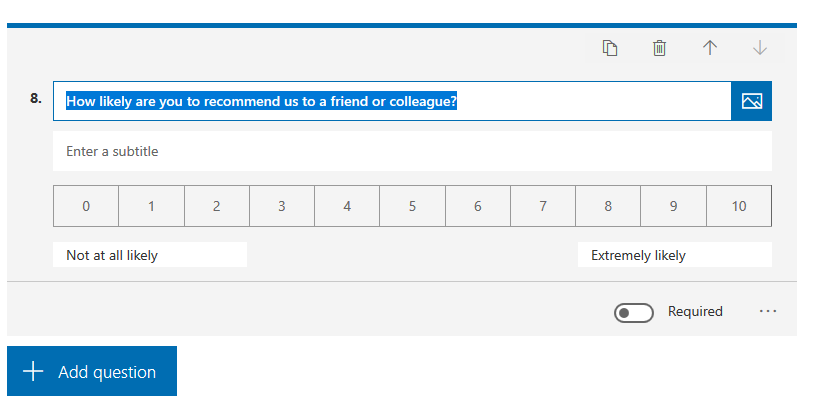 8. How likely are you to recommend us to a friend or colleague?
Enter a subtitle
0 1 2 3 4 5 6 7 8 9 10
Not at all likely Extremely likely
Required
Add question